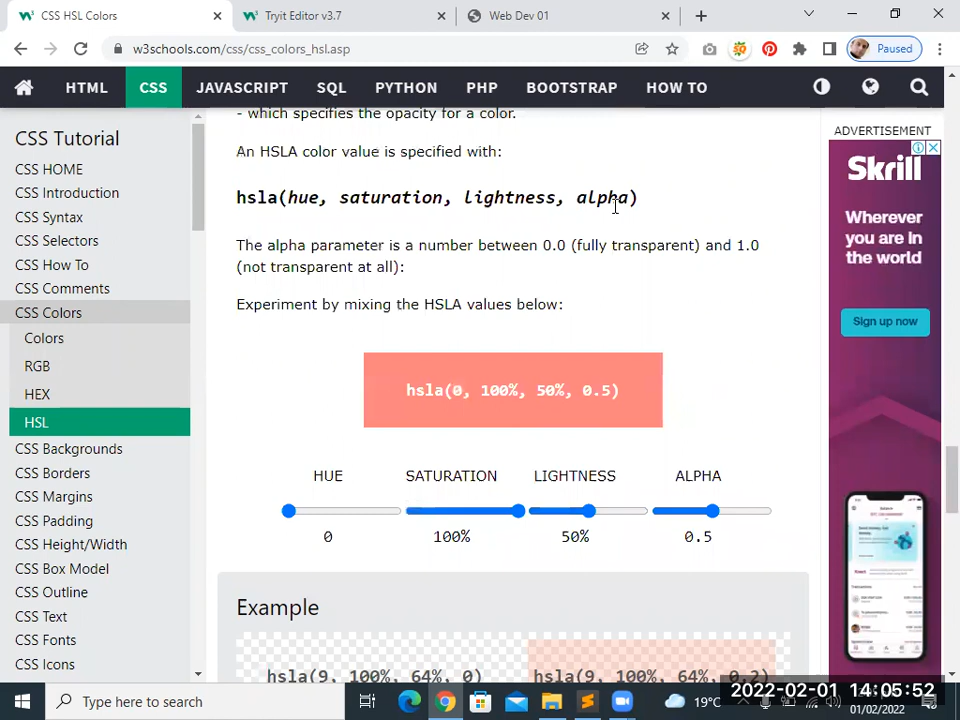 CSS HSL Colors
Tryit Editor v3.7
Web Dev 01
w3schools.com/css/css_colors_hsl.asp
Paused
HTML
CSS
JAVASCRIPT
SQL
PYTHON
PHP
BOOTSTRAP
HOW TO
CSS Tutorial
CSS HOME
CSS Introduction
CSS Syntax
CSS Selectors
CSS How To
CSS Comments
CSS Colors
Colors
RGB
HEX
HSL
CSS Backgrounds
CSS Borders
CSS Margins
CSS Padding
CSS Height/Width
CSS Box Model
CSS Outline
CSS Text
CSS Fonts
CSS Icons
- which specifies the opacity for a color.
An HSLA color value is specified with:
hsla(hue, saturation, lightness, alpha)
The alpha parameter is a number between 0.0 (fully transparent) and 1.0
(not transparent at all):
Experiment by mixing the HSLA values below:
hsla(0, 100%, 50%, 0.5)
HUE SATURATION LIGHTNESS ALPHA
0 100% 50% 0.5
Example
hsla(9, 100%, 64%, 0) hsla(9, 100%, 64%, 0.2)
ADVERTISEMENT
Skrill
Wherever
you are in
the world
Sign up now
Type here to search
19°C
2022-02-01 14:05:52
01/02/2022